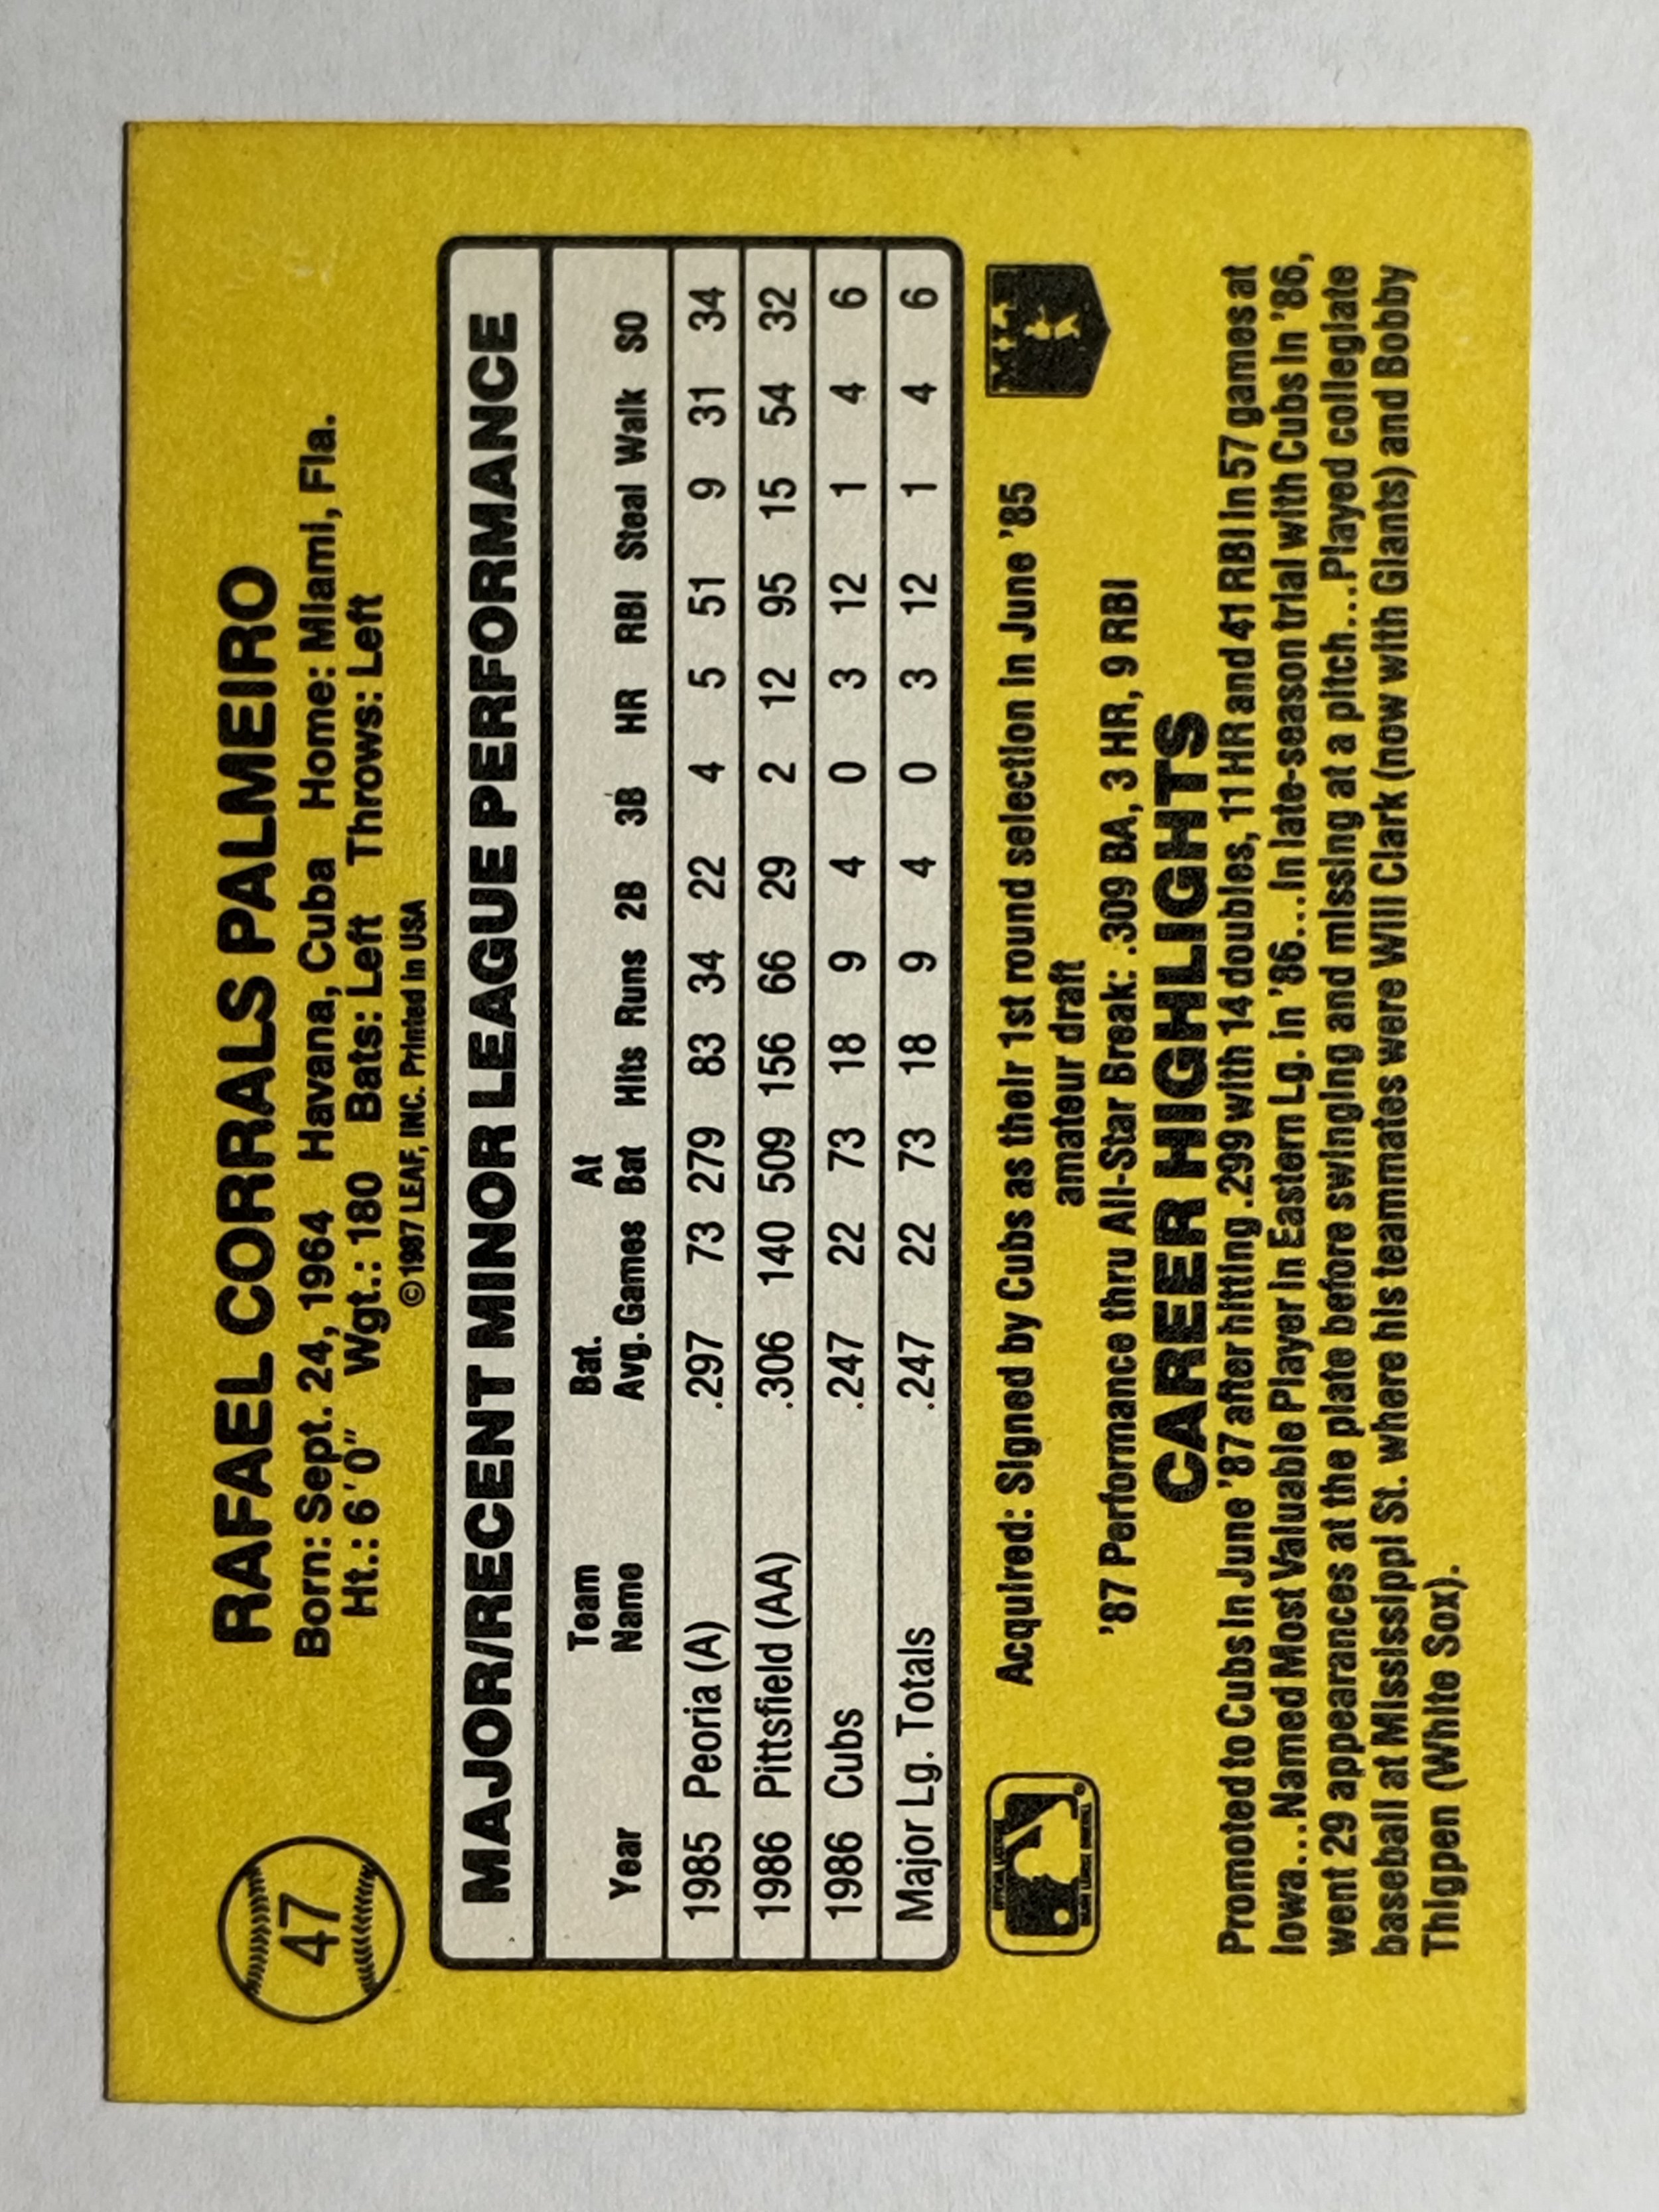 47
RAFAEL CORRALS PALMEIRO
Born: Sept. 24, 1964 Havana, Cuba Home: Miami, Fla.
Ht.: 6'0" Wgt.: 180 Bats: Left Throws: Left
© 1987 LEAF, INC. Printed in USA
MAJOR/RECENT MINOR LEAGUE PERFORMANCE
Team Bat. At
Year Name Avg. Games Bat Hits Runs 2B 3B HR RBI Steal Walk SO
1985 Peoria (A) .297 73 279 83 34 22 4 5 51 9 31 34
1986 Pittsfield (AA) .306 140 509 156 66 29 2 12 95 15 54 32
1986 Cubs .247 22 73 18 9 4 0 3 12 1 4 6
Major Lg. Totals .247 22 73 18 9 4 0 3 12 1 4 6
Acquired: Signed by Cubs as their 1st round selection in June '85
amateur draft
'87 Performance thru All-Star Break: .309 BA, 3 HR, 9 RBI
CAREER HIGHLIGHTS
Promoted to Cubs in June '87 after hitting .299 with 14 doubles, 11 HR and 41 RBI in 57 games at
Iowa...Named Most Valuable Player in Eastern Lg. in '86...In late-season trial with Cubs in '86,
went 29 appearances at the plate before swinging and missing at a pitch...Played collegiate
baseball at Mississippi St. where his teammates were Will Clark (now with Giants) and Bobby
Thigpen (White Sox).